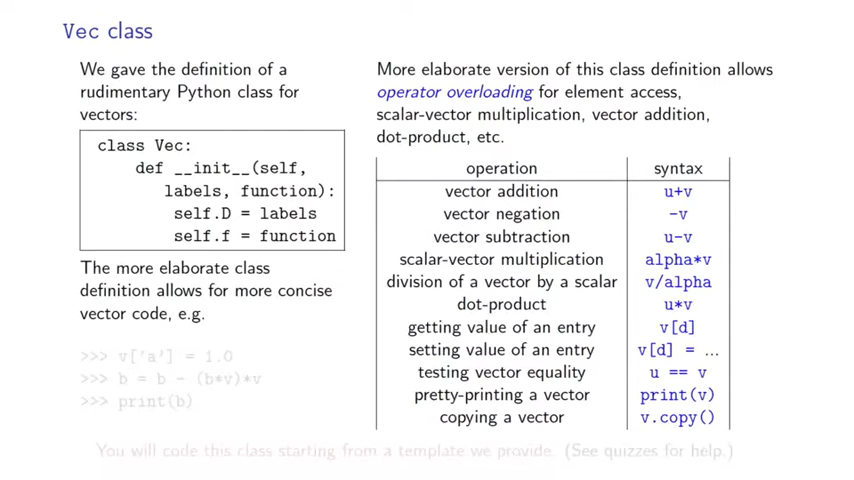 Vec class
We gave the definition of a
rudimentary Python class for
vectors:
class Vec:
def __init__(self,
labels, function):
self.D = labels
self.f = function
The more elaborate class
definition allows for more concise
vector code, e.g.
>>> v['a'] = 1.0
>>> b = b - (b*v)*v
>>> print(b)
More elaborate version of this class definition allows
operator overloading for element access,
scalar-vector multiplication, vector addition,
dot-product, etc.
operation syntax
vector addition u+v
vector negation -v
vector subtraction u-v
scalar-vector multiplication alpha*v
division of a vector by a scalar v/alpha
dot-product u*v
getting value of an entry v[d]
setting value of an entry v[d] = ...
testing vector equality u == v
pretty-printing a vector print(v)
copying a vector v.copy()
You will code this class starting from a template we provide. (See quizzes for help.)